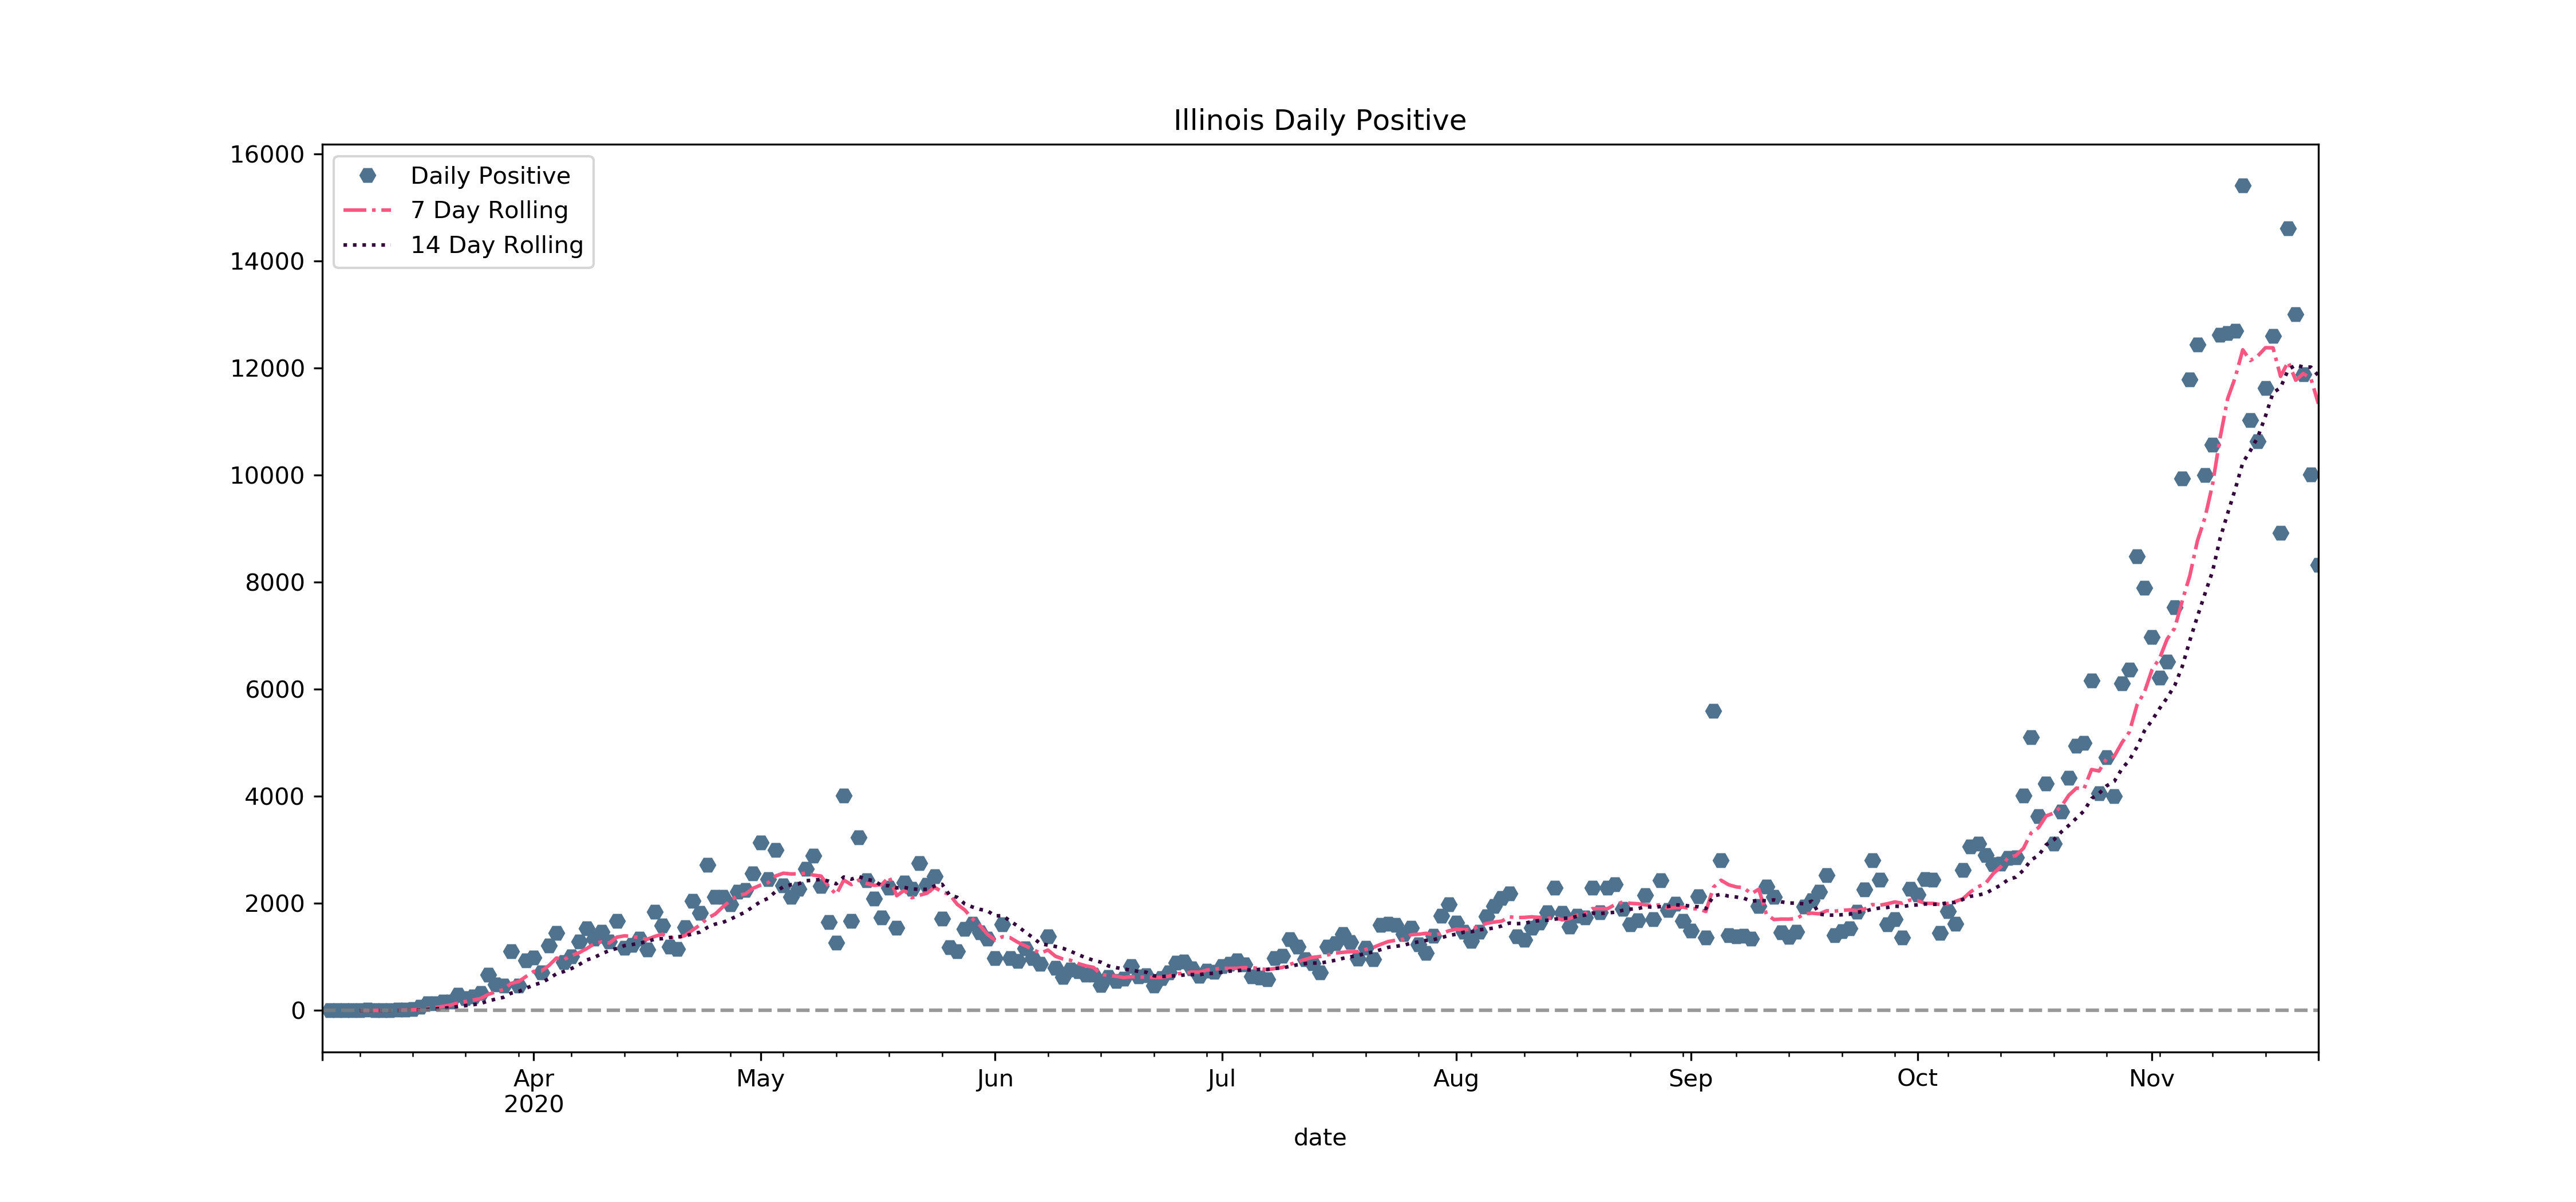 Illinois Daily Positive
16000
14000
12000
10000
8000
6000
4000
2000
0
Daily Positive
7 Day Rolling
14 Day Rolling
Apr May Jun Jul Aug Sep Oct Nov
2020
date